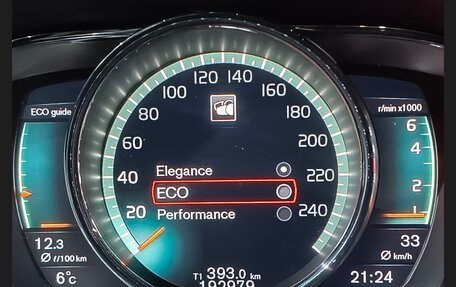 120 140
100 160
ECO guide
r/min x1000
80 180
6
60 200
4
Elegance
40 220
2
ECO
1
20 240
Performance
12.3
33
Ø ℓ/100 km
T1 393.0 km
Ø km/h
6°C
192979
21:24